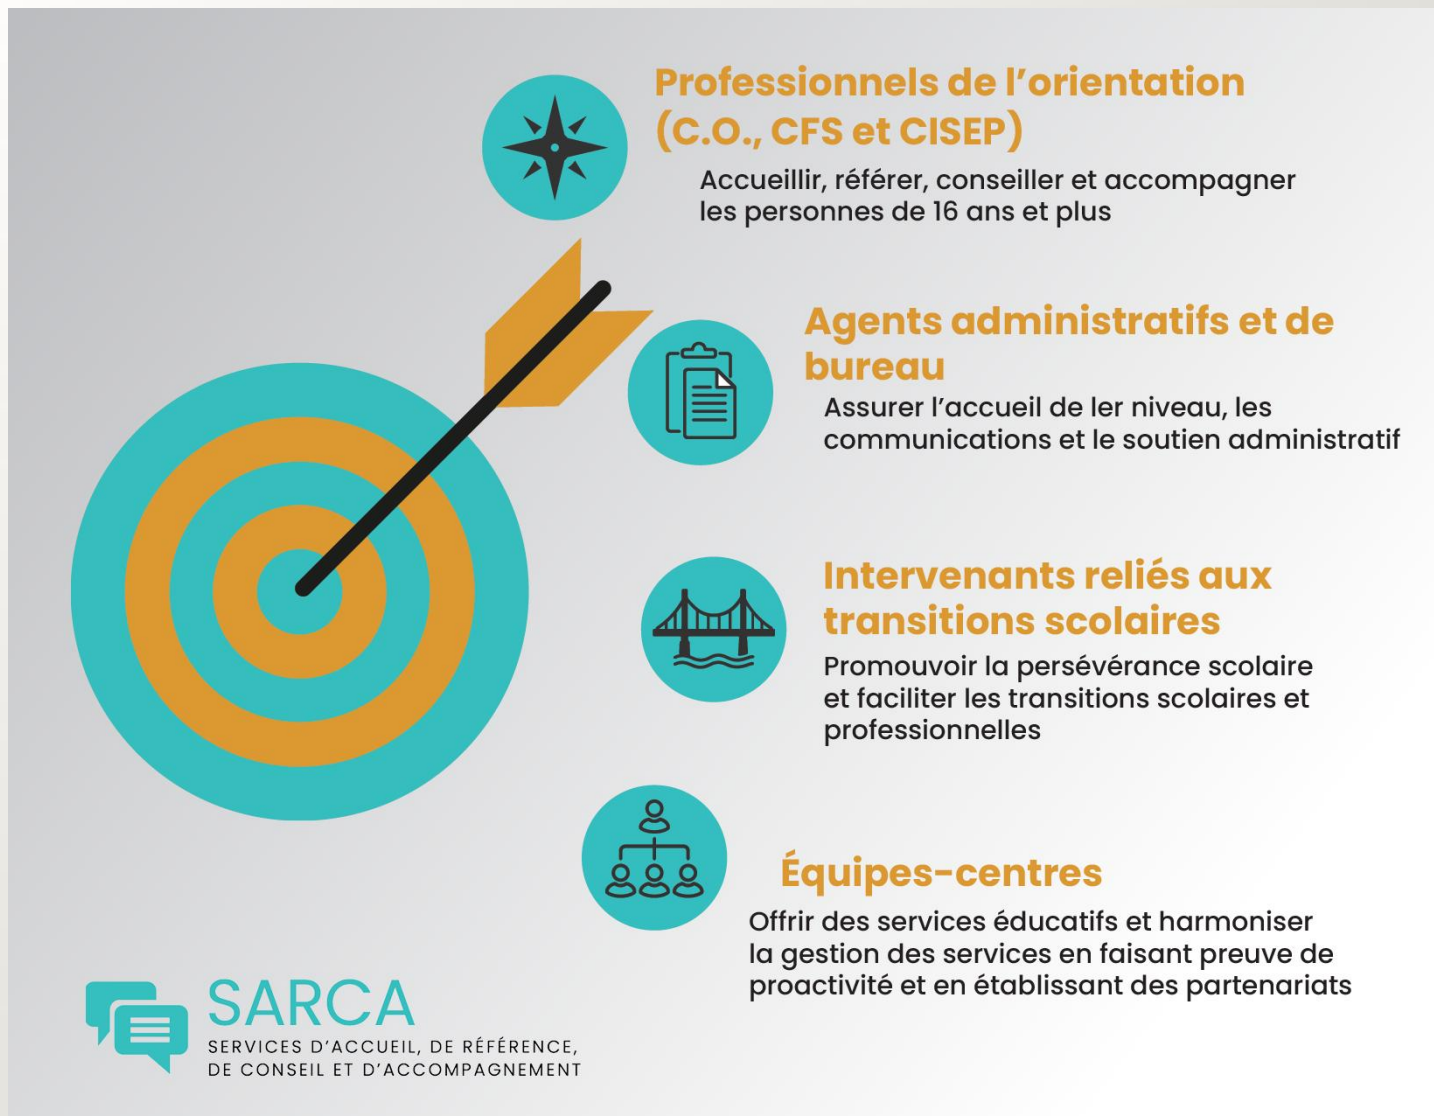 Professionnels de l'orientation
(C.O., CFS et CISEP)
Accueillir, référer, conseiller et accompagner
les personnes de 16 ans et plus
Agents administratifs et de
bureau
Assurer l'accueil de 1er niveau, les
communications et le soutien administratif
Intervenants reliés aux
transitions scolaires
Promouvoir la persévérance scolaire
et faciliter les transitions scolaires et
professionnelles
Équipes-centres
Offrir des services éducatifs et harmoniser
la gestion des services en faisant preuve de
proactivité et en établissant des partenariats
SARCA
SERVICES D'ACCUEIL, DE RÉFÉRENCE,
DE CONSEIL ET D'ACCOMPAGNEMENT